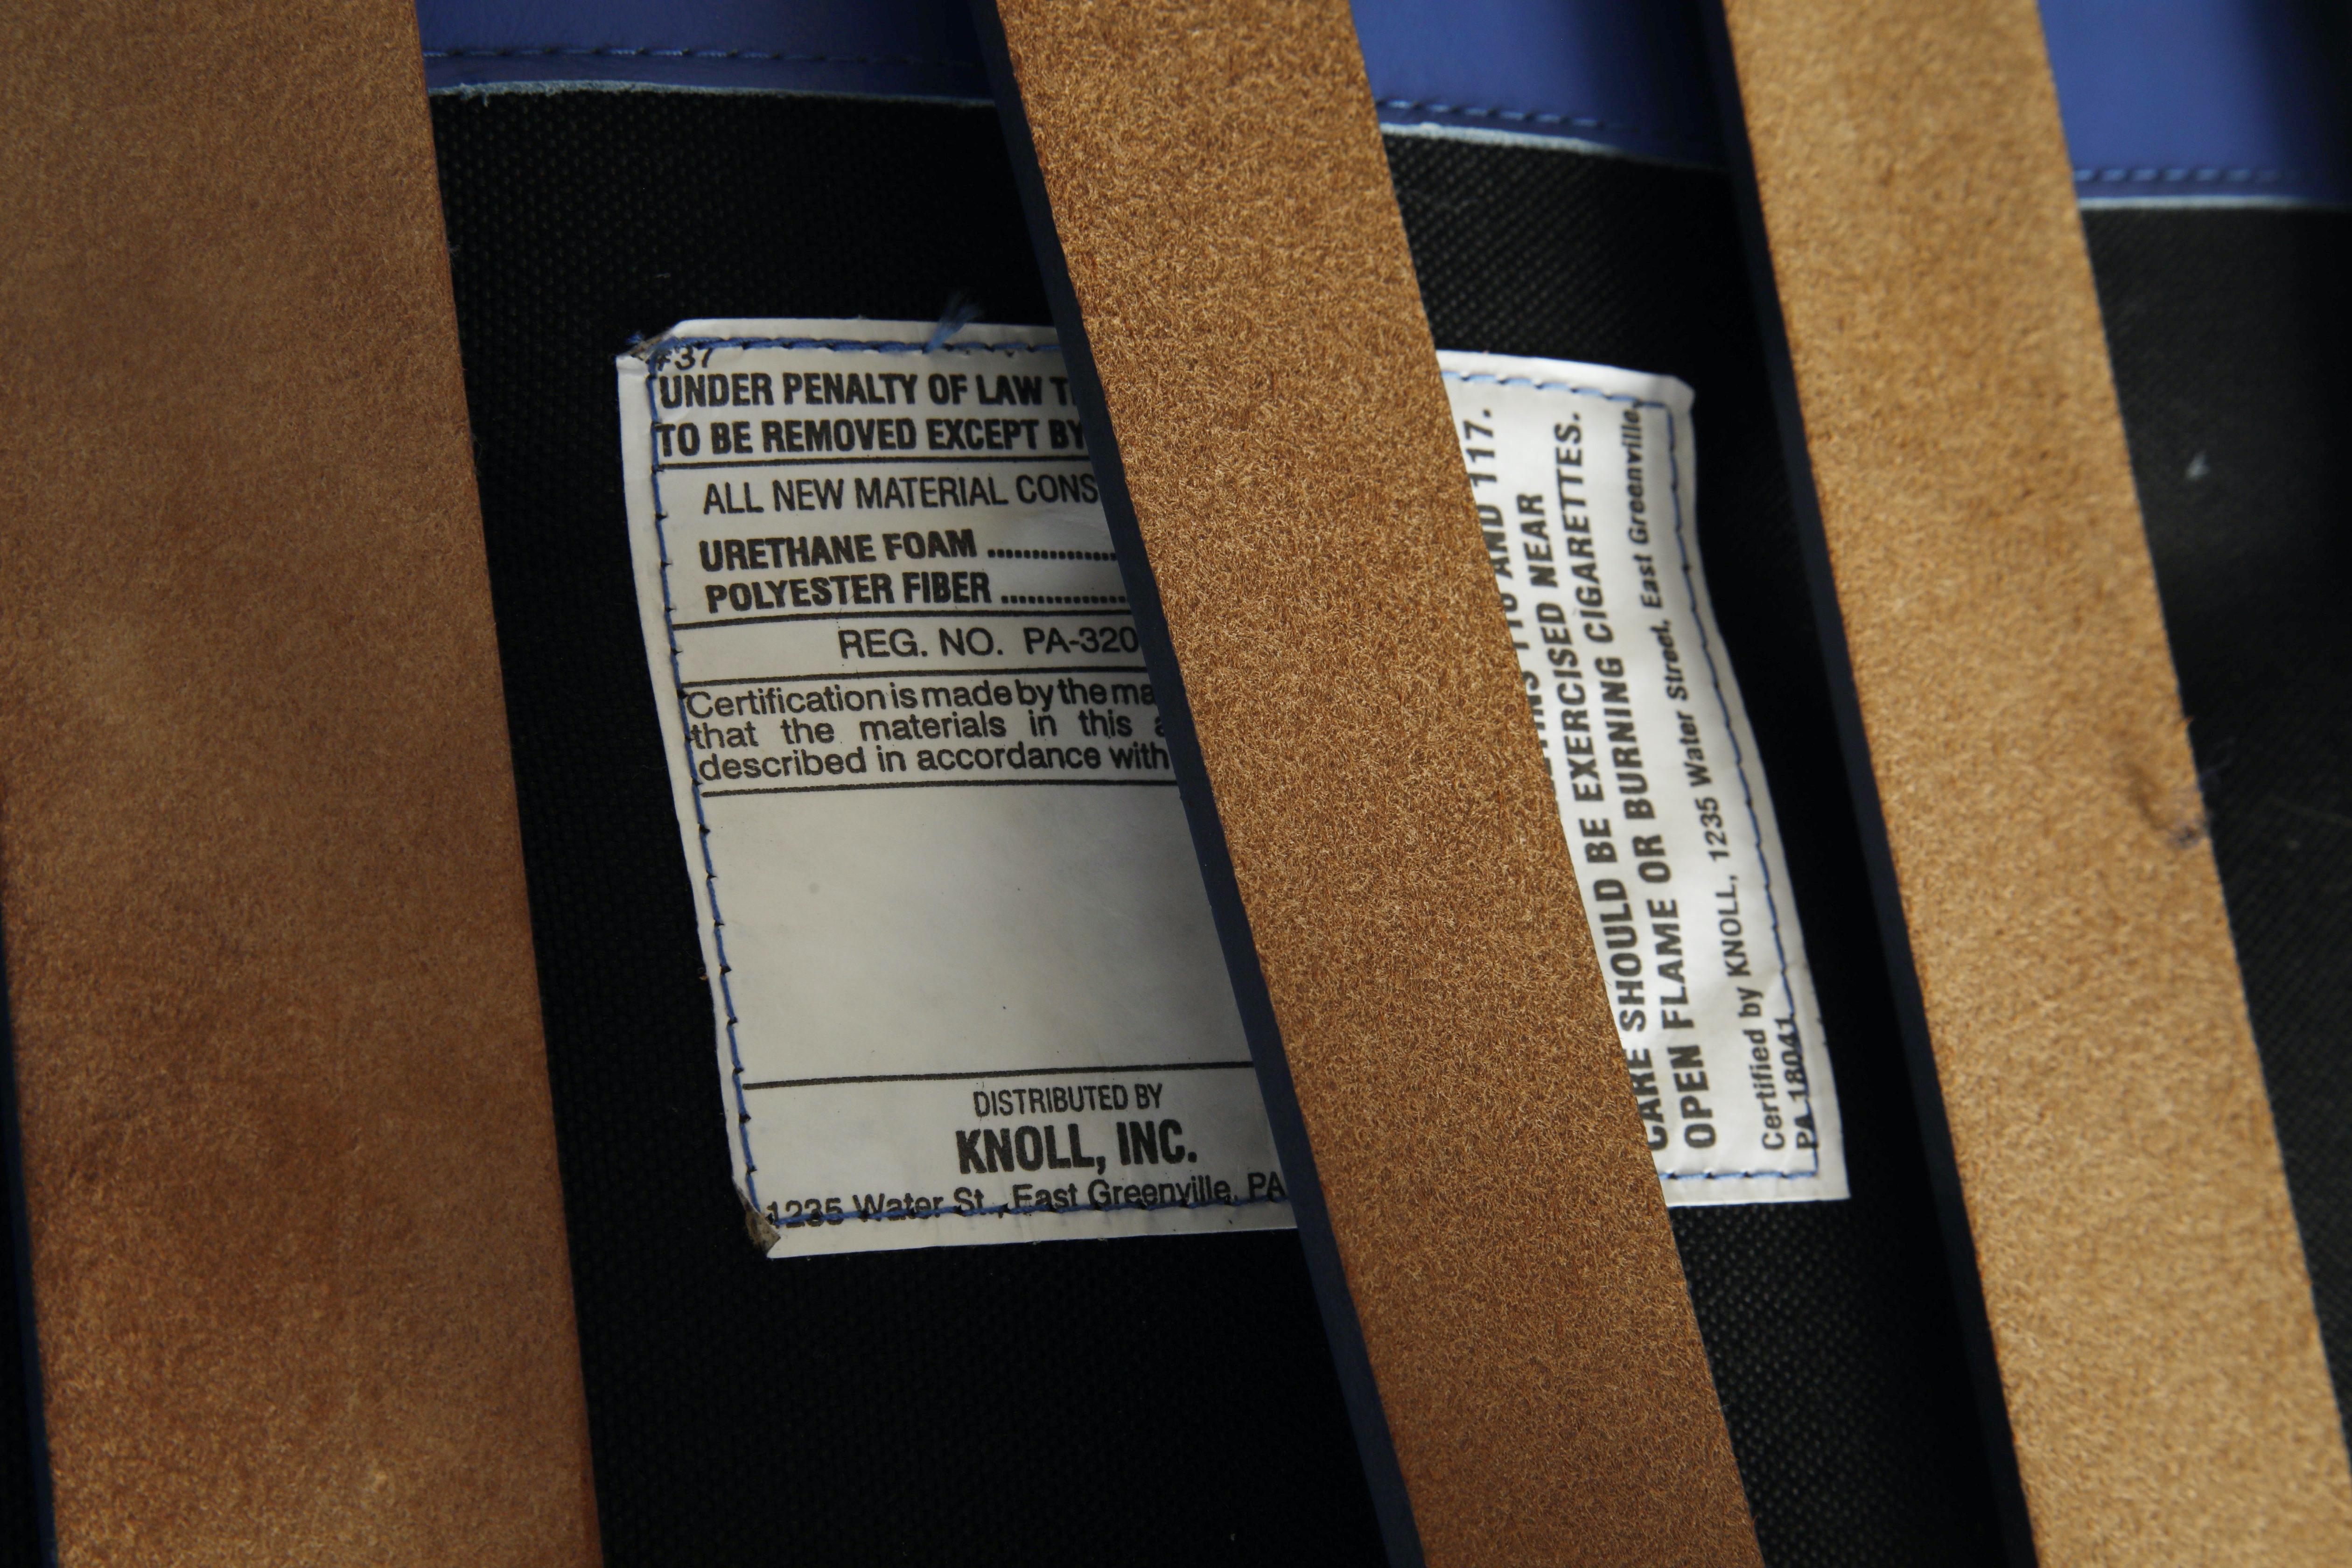 #37
UNDER PENALTY OF LAW
TO BE REMOVED EXCEPT BY
ALL NEW MATERIAL CONS
URETHANE FOAM ................
POLYESTER FIBER ................
REG. NO. PA-320
Certification is made by the ma
that the materials in this a
described in accordance with
DISTRIBUTED BY
KNOLL, INC.
1235 Water St., East Greenville, PA
AND 117.
CARE SHOULD BE EXERCISED NEAR
OPEN FLAME OR BURNING CIGARETTES.
Certified by KNOLL, 1235 Water Street, East Greenville,
PA 18041